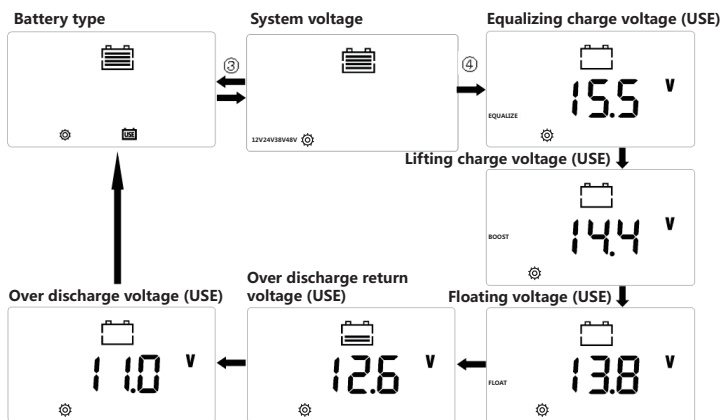 Battery type
System voltage
Equalizing charge voltage (USE)
③
④
USE
12V24V38V48V
EQUALIZE
15.5 V
Lifting charge voltage (USE)
BOOST
14.4 V
Over discharge voltage (USE)
Over discharge return
voltage (USE)
Floating voltage (USE)
11.0 V
12.6 V
FLOAT
13.8 V